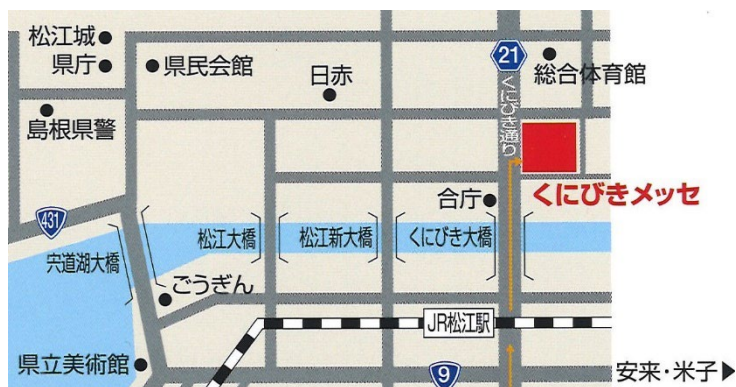 松江城
県庁
県民会館
日赤
21
総合体育館
くにびき通り
島根県警
合庁
くにびきメッセ
431
宍道湖大橋
松江大橋
松江新大橋
くにびき大橋
ごうぎん
JR松江駅
県立美術館
9
安来・米子▶